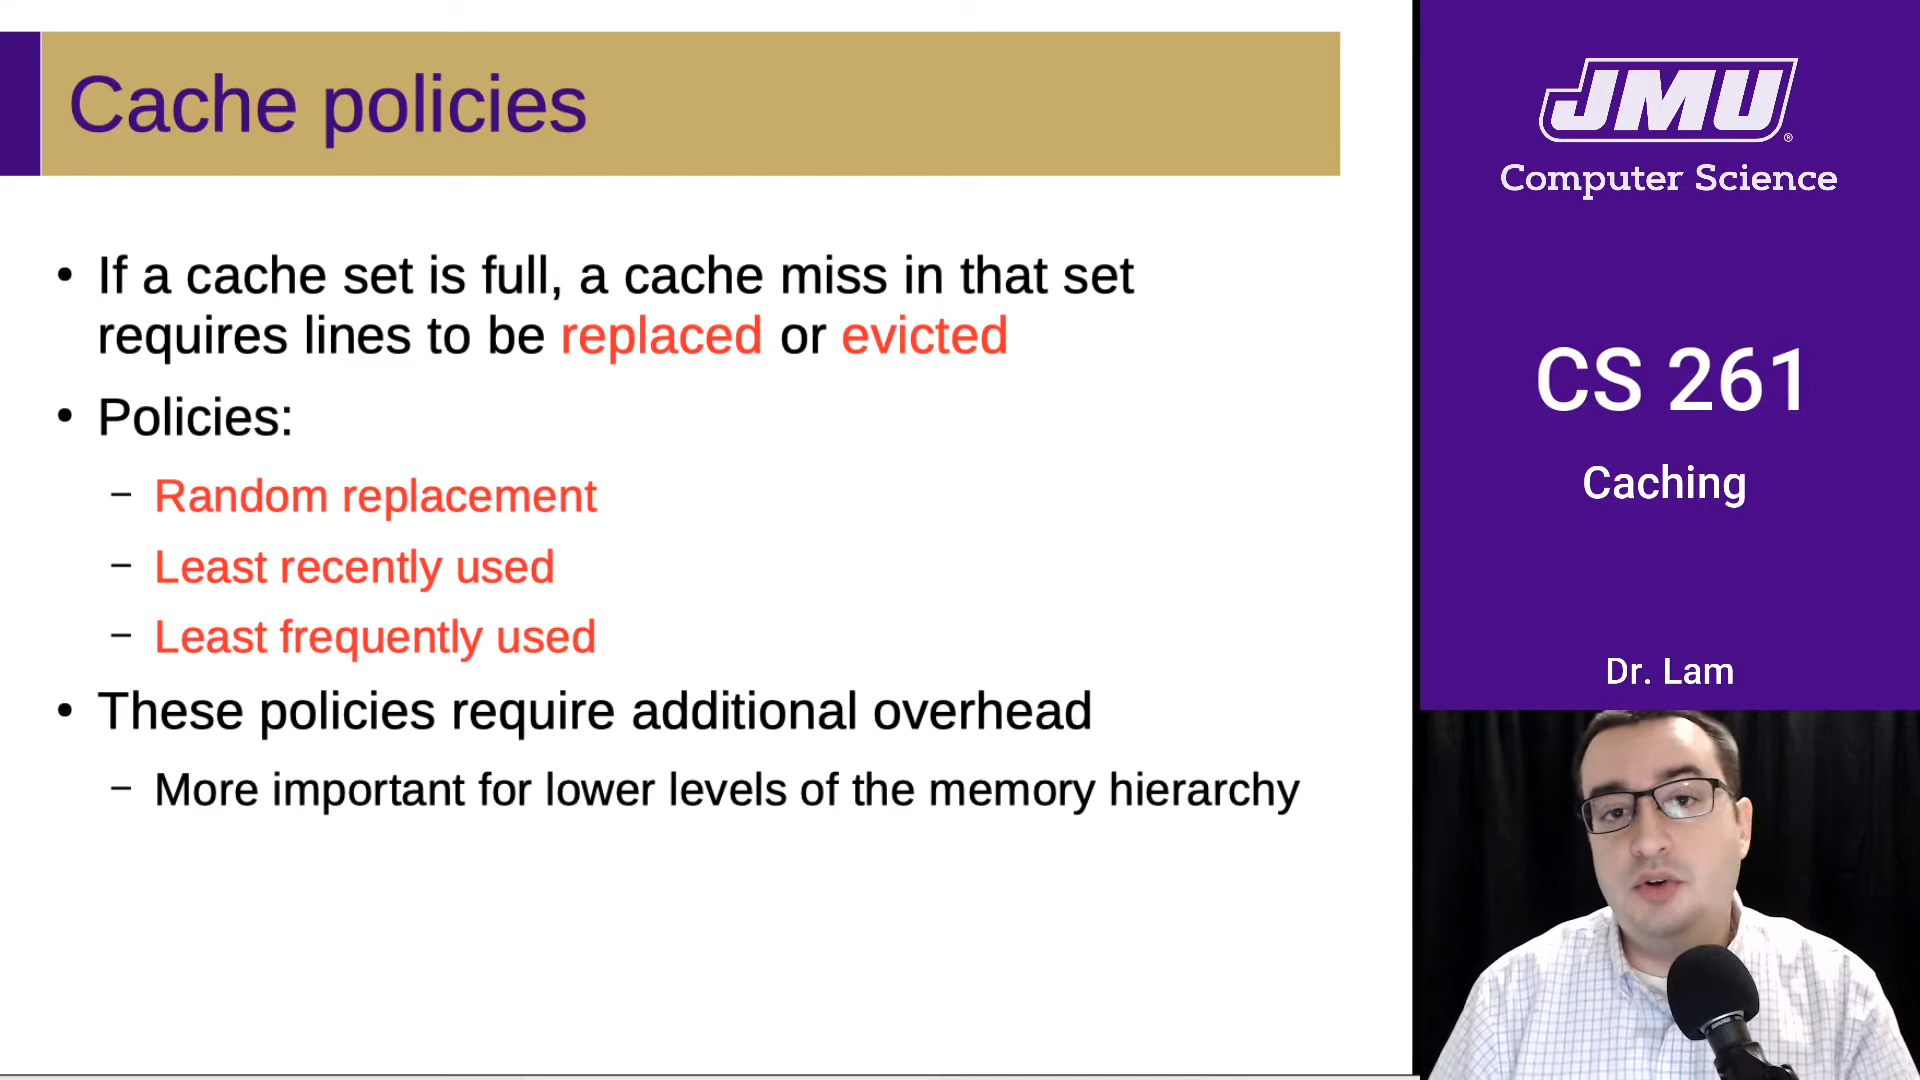 Cache policies
• If a cache set is full, a cache miss in that set
requires lines to be replaced or evicted
• Policies:
– Random replacement
– Least recently used
– Least frequently used
• These policies require additional overhead
– More important for lower levels of the memory hierarchy
JMU®
Computer Science
CS 261
Caching
Dr. Lam